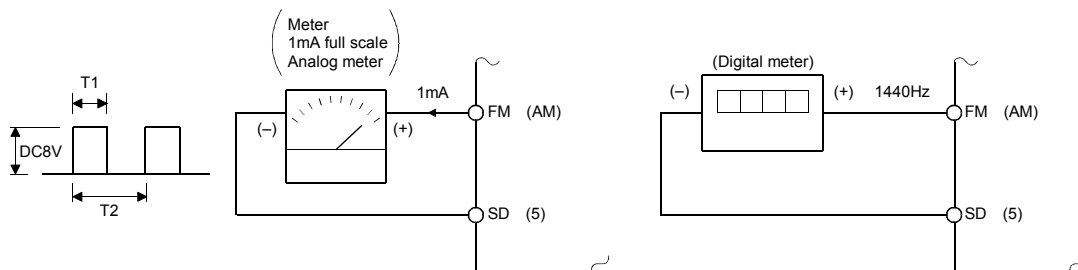 Meter
1mA full scale
Analog meter
T1
DC8V
T2
(–)
(+)
1mA
FM (AM)
SD (5)
(Digital meter)
(–)
(+)
1440Hz
FM (AM)
SD (5)